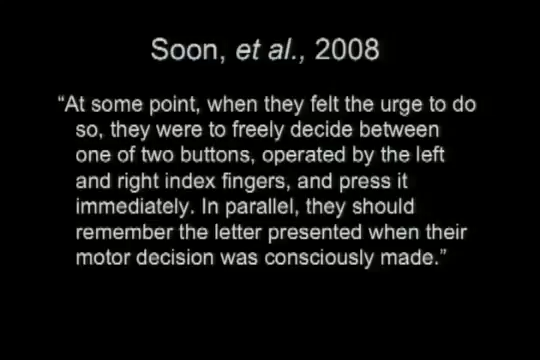 Soon, et al., 2008
“At some point, when they felt the urge to do
so, they were to freely decide between
one of two buttons, operated by the left
and right index fingers, and press it
immediately. In parallel, they should
remember the letter presented when their
motor decision was consciously made.”